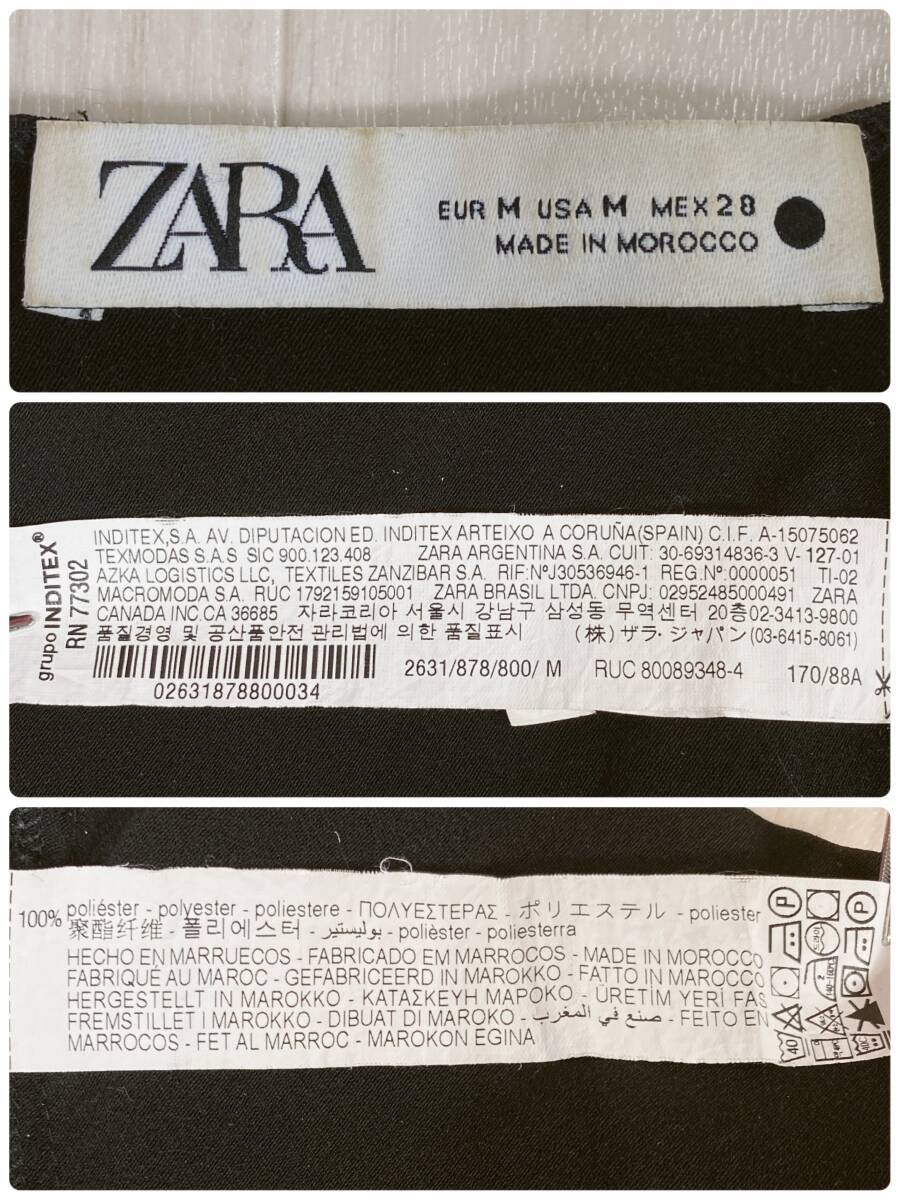 ZARA
EUR M USA M MEX 28
MADE IN MOROCCO
grupo INDITEX®
RN 77302
INDITEX,S.A. AV. DIPUTACION ED. INDITEX ARTEIXO A CORUÑA(SPAIN) C.I.F. A-15075062
TEXMODAS S.A.S SIC 900.123.408 ZARA ARGENTINA S.A. CUIT: 30-69314836-3 V- 127-01
AZKA LOGISTICS LLC, TEXTILES ZANZIBAR S.A. RIF:NºJ30536946-1 REG.Nº:0000051 TI-02
MACROMODA S.A. RUC 1792159105001 ZARA BRASIL LTDA. CNPJ: 02952485000491 ZARA
CANADA INC.CA 36685 자라코리아 서울시 강남구 삼성동 무역센터 20층02-3413-9800
품질경영 및 공산품안전 관리법에 의한 품질표시 (株) ザラ・ジャパン (03-6415-8061)
2631/878/800/ M RUC 80089348-4 170/88A
02631878800034
100% poliéster - polyester - poliestere - ΠΟΛΥΕΣΤΕΡΑΣ - ポリエステル - poliester
聚酯纤维 - 폴리에스터 - بوليستير - polièster - poliesterra
HECHO EN MARRUECOS - FABRICADO EM MARROCOS - MADE IN MOROCCO
FABRIQUÉ AU MAROC - GEFABRICEERD IN MAROKKO - FATTO IN MAROCCO
HERGESTELLT IN MAROKKO - ΚΑΤΑΣΚΕΥΗ ΜΑΡΟΚΟ - ÜRETİM YERİ FAS
FREMSTILLET I MAROKKO - DIBUAT DI MAROKO - صنع في المغرب - FEITO EN
MARROCOS - FET AL MARROC - MAROKON EGINA